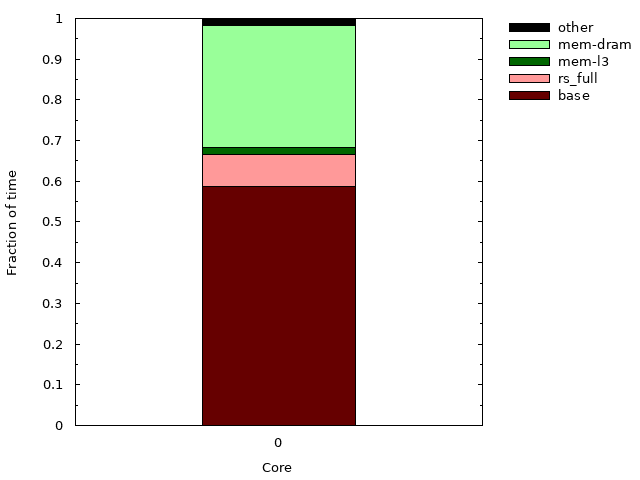 1
0.9
0.8
0.7
0.6
0.5
0.4
0.3
0.2
0.1
0
Fraction of time
0
Core
other
mem-dram
mem-l3
rs_full
base